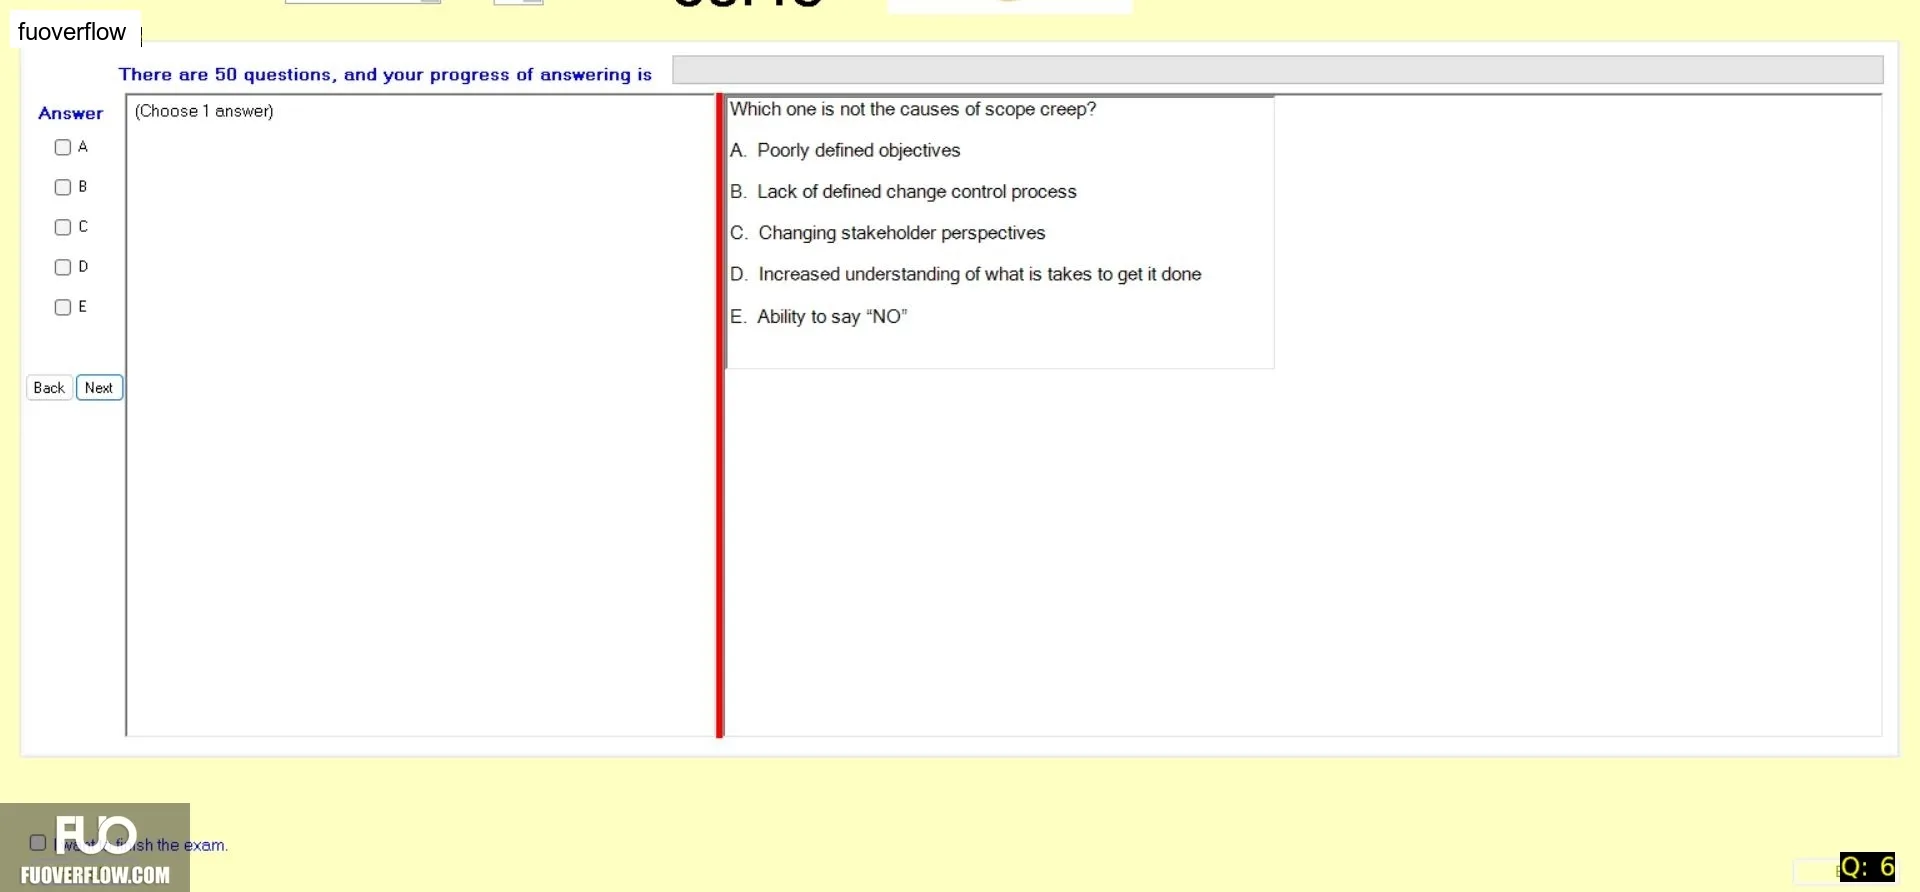 fuoverflow
There are 50 questions, and your progress of answering is
Answer
(Choose 1 answer)
A
B
C
D
E
Back Next
Which one is not the causes of scope creep?
A. Poorly defined objectives
B. Lack of defined change control process
C. Changing stakeholder perspectives
D. Increased understanding of what is takes to get it done
E. Ability to say “NO”
FUO
I want to finish the exam.
FUOVERFLOW.COM
Q: 6